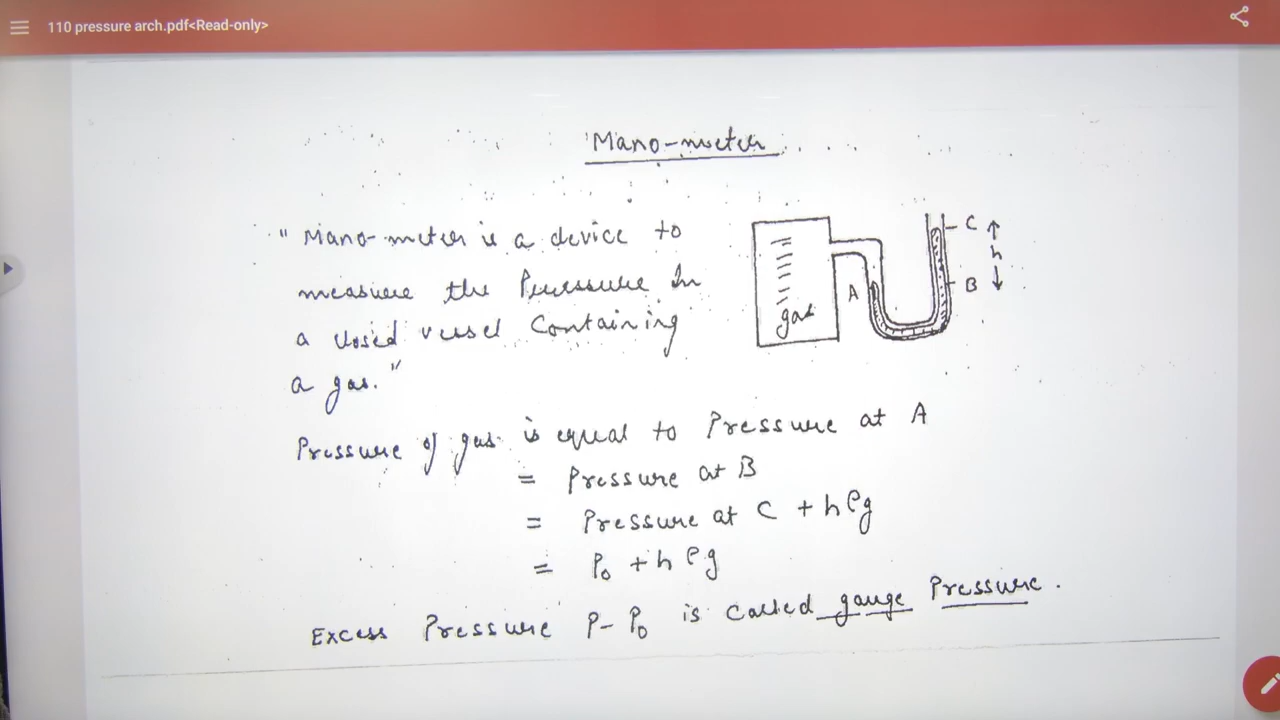 110 pressure arch.pdf<Read-only>
Mano-meter
"Mano-meter is a device to
measure the Pressure In
a closed vessel Containing
a gas."
gas
A
C
h
B
Pressure of gas is equal to Pressure at A
= Pressure at B
= Pressure at C + hρg
= P₀ + hρg
Excess Pressure P - P₀ is called gauge Pressure.